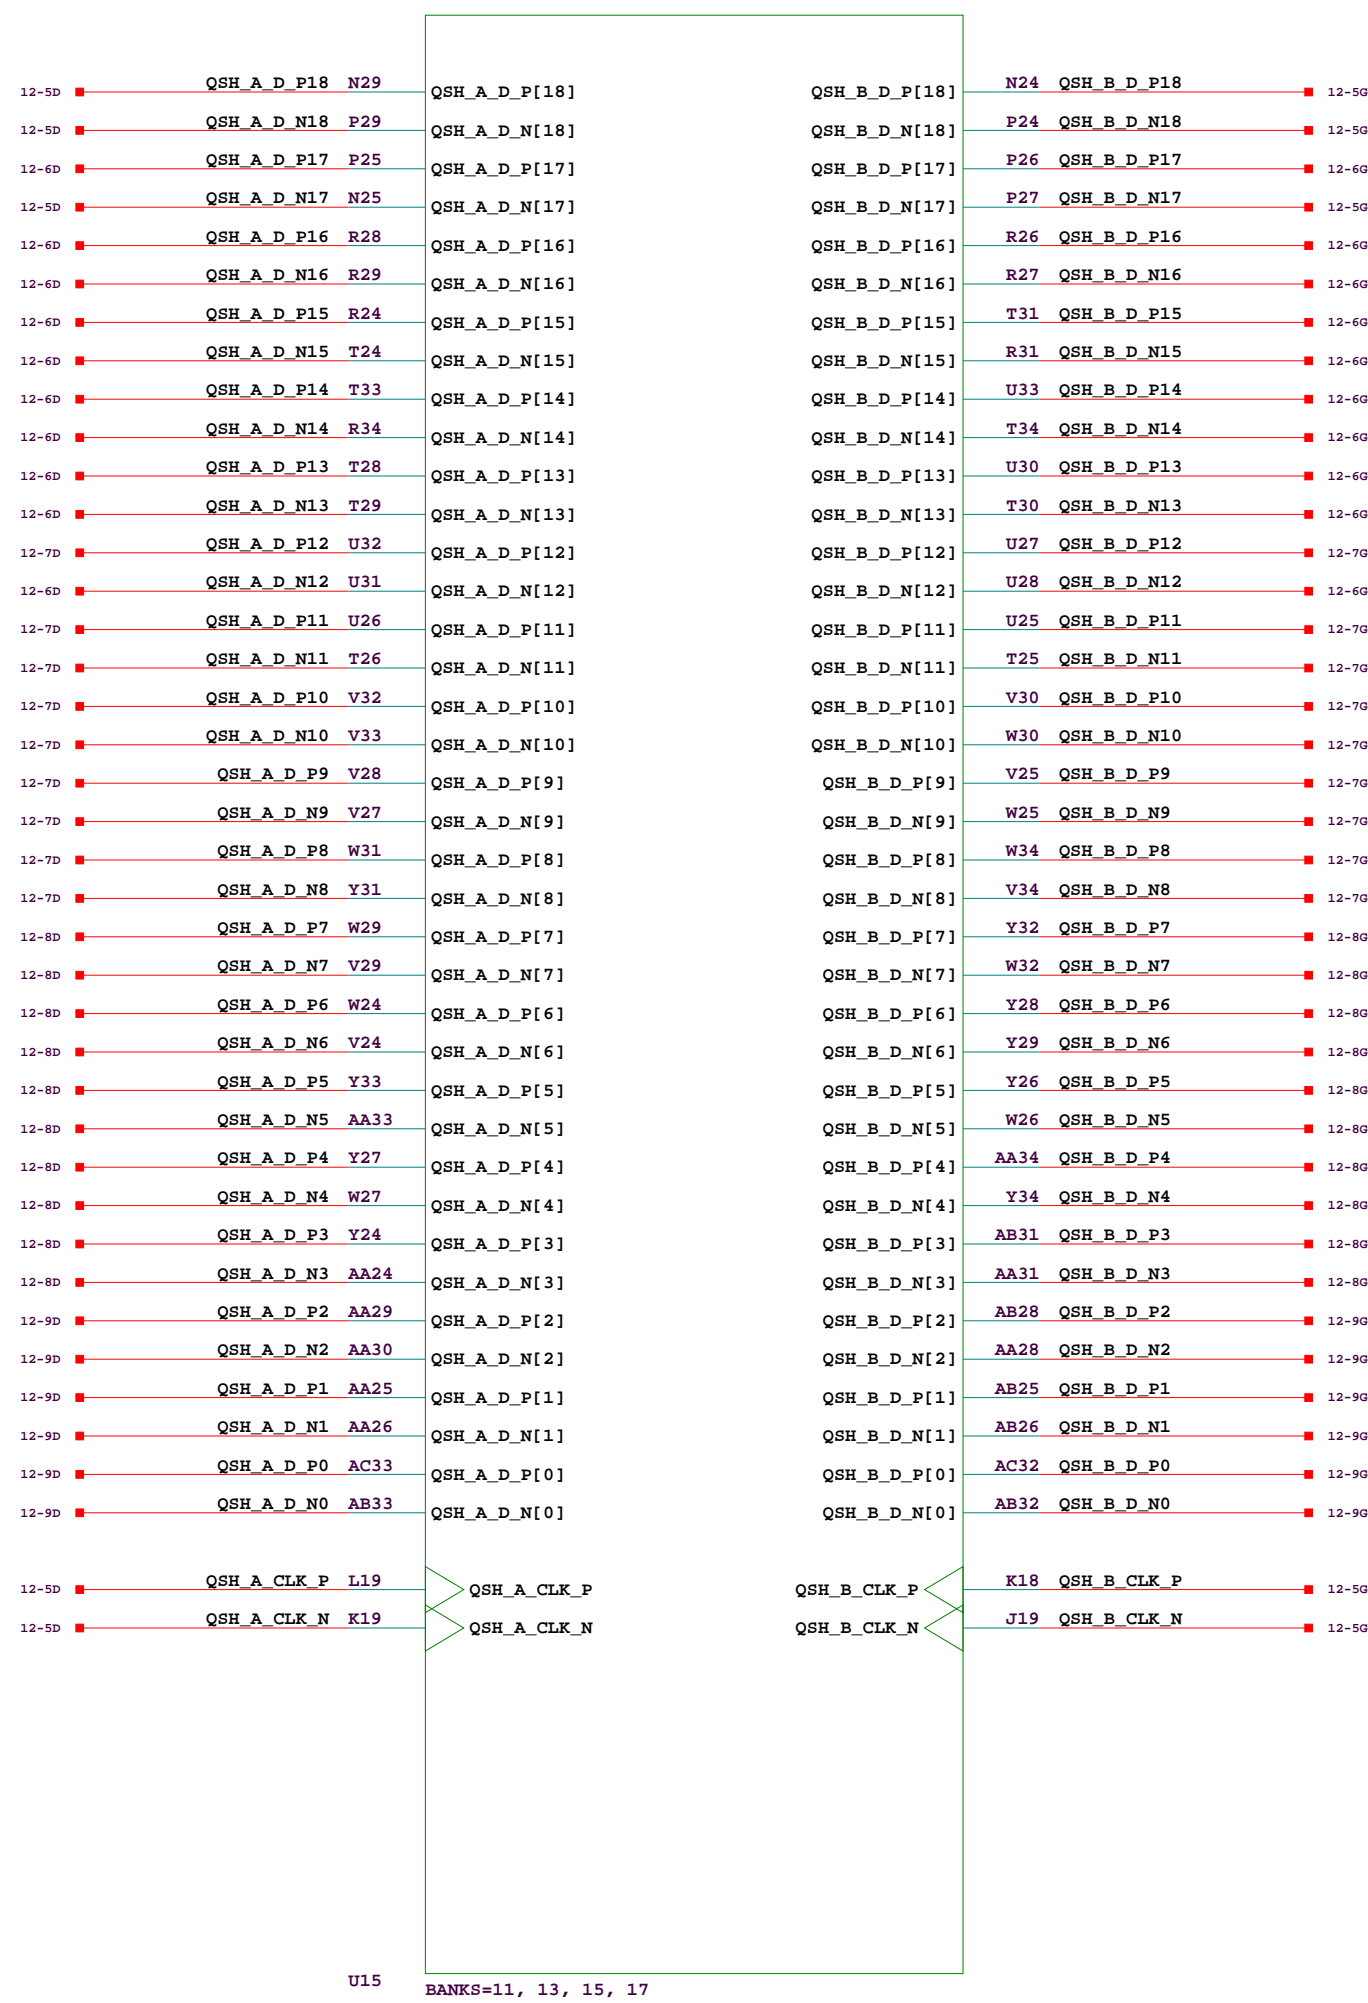 12-5D QSH_A_D_P18 N29 QSH_A_D_P[18] QSH_B_D_P[18] N24 QSH_B_D_P18 12-5G
12-5D QSH_A_D_N18 P29 QSH_A_D_N[18] QSH_B_D_N[18] P24 QSH_B_D_N18 12-5G
12-6D QSH_A_D_P17 P25 QSH_A_D_P[17] QSH_B_D_P[17] P26 QSH_B_D_P17 12-6G
12-5D QSH_A_D_N17 N25 QSH_A_D_N[17] QSH_B_D_N[17] P27 QSH_B_D_N17 12-5G
12-6D QSH_A_D_P16 R28 QSH_A_D_P[16] QSH_B_D_P[16] R26 QSH_B_D_P16 12-6G
12-6D QSH_A_D_N16 R29 QSH_A_D_N[16] QSH_B_D_N[16] R27 QSH_B_D_N16 12-6G
12-6D QSH_A_D_P15 R24 QSH_A_D_P[15] QSH_B_D_P[15] T31 QSH_B_D_P15 12-6G
12-6D QSH_A_D_N15 T24 QSH_A_D_N[15] QSH_B_D_N[15] R31 QSH_B_D_N15 12-6G
12-6D QSH_A_D_P14 T33 QSH_A_D_P[14] QSH_B_D_P[14] U33 QSH_B_D_P14 12-6G
12-6D QSH_A_D_N14 R34 QSH_A_D_N[14] QSH_B_D_N[14] T34 QSH_B_D_N14 12-6G
12-6D QSH_A_D_P13 T28 QSH_A_D_P[13] QSH_B_D_P[13] U30 QSH_B_D_P13 12-6G
12-6D QSH_A_D_N13 T29 QSH_A_D_N[13] QSH_B_D_N[13] T30 QSH_B_D_N13 12-6G
12-7D QSH_A_D_P12 U32 QSH_A_D_P[12] QSH_B_D_P[12] U27 QSH_B_D_P12 12-7G
12-6D QSH_A_D_N12 U31 QSH_A_D_N[12] QSH_B_D_N[12] U28 QSH_B_D_N12 12-6G
12-7D QSH_A_D_P11 U26 QSH_A_D_P[11] QSH_B_D_P[11] U25 QSH_B_D_P11 12-7G
12-7D QSH_A_D_N11 T26 QSH_A_D_N[11] QSH_B_D_N[11] T25 QSH_B_D_N11 12-7G
12-7D QSH_A_D_P10 V32 QSH_A_D_P[10] QSH_B_D_P[10] V30 QSH_B_D_P10 12-7G
12-7D QSH_A_D_N10 V33 QSH_A_D_N[10] QSH_B_D_N[10] W30 QSH_B_D_N10 12-7G
12-7D QSH_A_D_P9 V28 QSH_A_D_P[9] QSH_B_D_P[9] V25 QSH_B_D_P9 12-7G
12-7D QSH_A_D_N9 V27 QSH_A_D_N[9] QSH_B_D_N[9] W25 QSH_B_D_N9 12-7G
12-7D QSH_A_D_P8 W31 QSH_A_D_P[8] QSH_B_D_P[8] W34 QSH_B_D_P8 12-7G
12-7D QSH_A_D_N8 Y31 QSH_A_D_N[8] QSH_B_D_N[8] V34 QSH_B_D_N8 12-7G
12-8D QSH_A_D_P7 W29 QSH_A_D_P[7] QSH_B_D_P[7] Y32 QSH_B_D_P7 12-8G
12-8D QSH_A_D_N7 V29 QSH_A_D_N[7] QSH_B_D_N[7] W32 QSH_B_D_N7 12-8G
12-8D QSH_A_D_P6 W24 QSH_A_D_P[6] QSH_B_D_P[6] Y28 QSH_B_D_P6 12-8G
12-8D QSH_A_D_N6 V24 QSH_A_D_N[6] QSH_B_D_N[6] Y29 QSH_B_D_N6 12-8G
12-8D QSH_A_D_P5 Y33 QSH_A_D_P[5] QSH_B_D_P[5] Y26 QSH_B_D_P5 12-8G
12-8D QSH_A_D_N5 AA33 QSH_A_D_N[5] QSH_B_D_N[5] W26 QSH_B_D_N5 12-8G
12-8D QSH_A_D_P4 Y27 QSH_A_D_P[4] QSH_B_D_P[4] AA34 QSH_B_D_P4 12-8G
12-8D QSH_A_D_N4 W27 QSH_A_D_N[4] QSH_B_D_N[4] Y34 QSH_B_D_N4 12-8G
12-8D QSH_A_D_P3 Y24 QSH_A_D_P[3] QSH_B_D_P[3] AB31 QSH_B_D_P3 12-8G
12-8D QSH_A_D_N3 AA24 QSH_A_D_N[3] QSH_B_D_N[3] AA31 QSH_B_D_N3 12-8G
12-9D QSH_A_D_P2 AA29 QSH_A_D_P[2] QSH_B_D_P[2] AB28 QSH_B_D_P2 12-9G
12-9D QSH_A_D_N2 AA30 QSH_A_D_N[2] QSH_B_D_N[2] AA28 QSH_B_D_N2 12-9G
12-9D QSH_A_D_P1 AA25 QSH_A_D_P[1] QSH_B_D_P[1] AB25 QSH_B_D_P1 12-9G
12-9D QSH_A_D_N1 AA26 QSH_A_D_N[1] QSH_B_D_N[1] AB26 QSH_B_D_N1 12-9G
12-9D QSH_A_D_P0 AC33 QSH_A_D_P[0] QSH_B_D_P[0] AC32 QSH_B_D_P0 12-9G
12-9D QSH_A_D_N0 AB33 QSH_A_D_N[0] QSH_B_D_N[0] AB32 QSH_B_D_N0 12-9G
12-5D QSH_A_CLK_P L19 QSH_A_CLK_P QSH_B_CLK_P K18 QSH_B_CLK_P 12-5G
12-5D QSH_A_CLK_N K19 QSH_A_CLK_N QSH_B_CLK_N J19 QSH_B_CLK_N 12-5G
U15 BANKS=11, 13, 15, 17